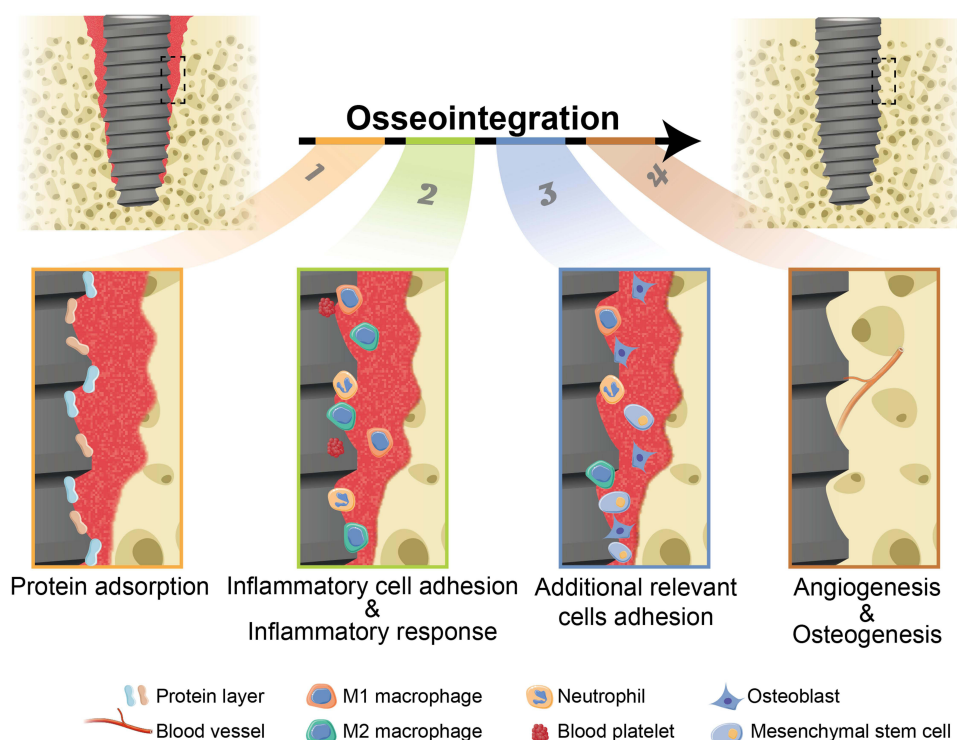 Osseointegration
1
2
3
4
Protein adsorption
Inflammatory cell adhesion
&
Inflammatory response
Additional relevant
cells adhesion
Angiogenesis
&
Osteogenesis
Protein layer
M1 macrophage
Neutrophil
Osteoblast
Blood vessel
M2 macrophage
Blood platelet
Mesenchymal stem cell